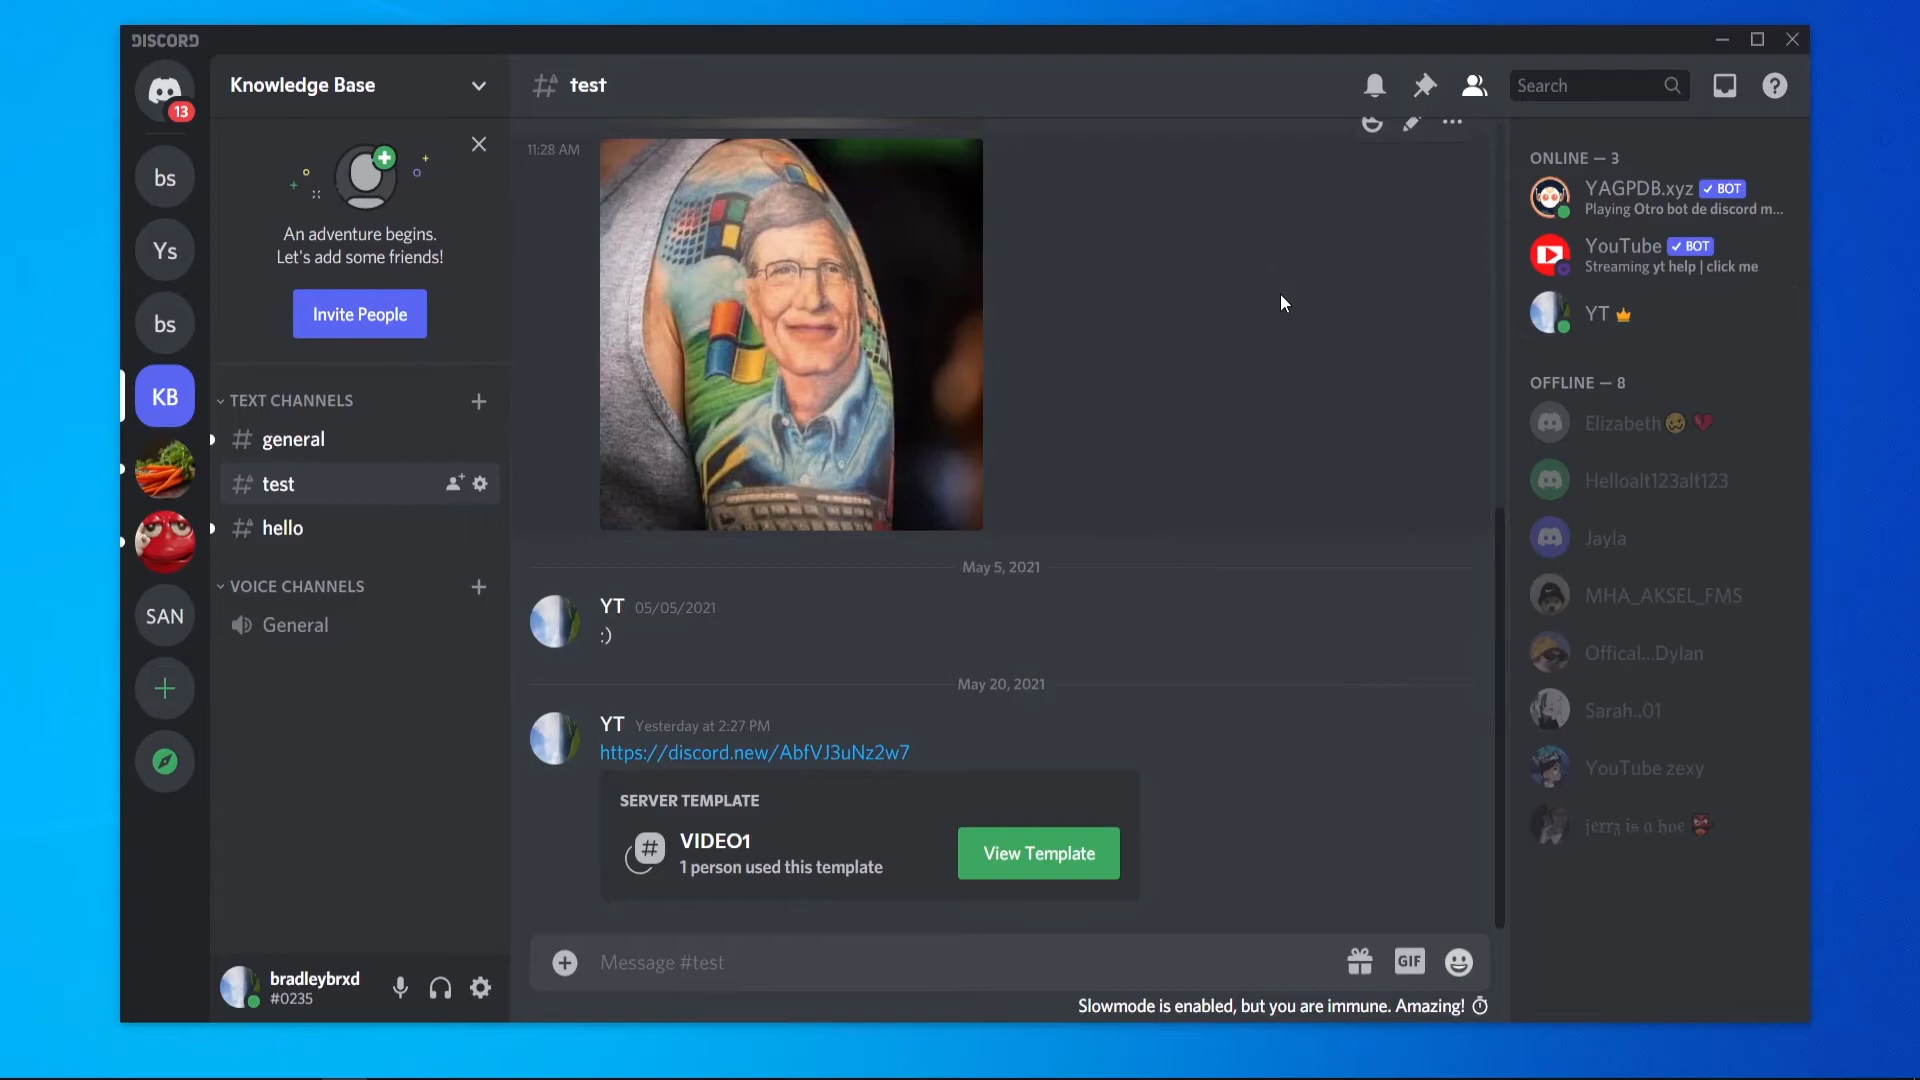 DISCORD
13
bs
Ys
bs
KB
SAN
Knowledge Base
An adventure begins.
Let's add some friends!
Invite People
TEXT CHANNELS
general
test
hello
VOICE CHANNELS
General
bradleybrxd
#0235
test
Search
11:28 AM
May 5, 2021
YT 05/05/2021
:)
May 20, 2021
YT Yesterday at 2:27 PM
https://discord.new/AbfVJ3uNz2w7
SERVER TEMPLATE
VIDEO1
1 person used this template
View Template
Message #test
GIF
Slowmode is enabled, but you are immune. Amazing!
ONLINE — 3
YAGPDB.xyz ✓ BOT
Playing Otro bot de discord m...
YouTube ✓ BOT
Streaming yt help | click me
YT
OFFLINE — 8
Elizabeth
Helloalt123alt123
Jayla
MHA_AKSEL_FMS
Offical...Dylan
Sarah..01
YouTube zexy
𝔧𝔢𝔯𝔯𝔷 𝔦𝔰 𝔞 𝔥𝔬𝔢